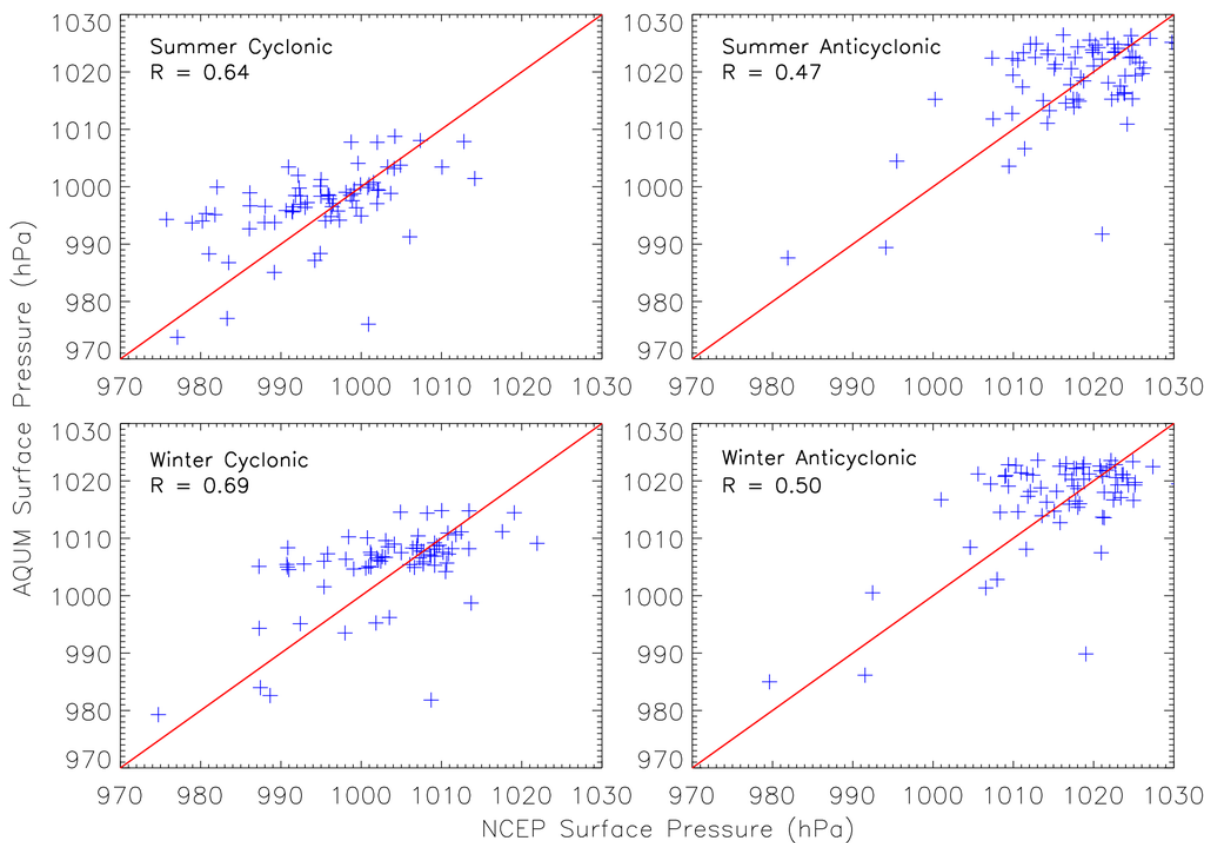 Summer Cyclonic
R = 0.64
1030
1020
1010
1000
990
980
970
970 980 990 1000 1010 1020 1030
Summer Anticyclonic
R = 0.47
1030
1020
1010
1000
990
980
970
970 980 990 1000 1010 1020 1030
AQUM Surface Pressure (hPa)
Winter Cyclonic
R = 0.69
1030
1020
1010
1000
990
980
970
970 980 990 1000 1010 1020 1030
Winter Anticyclonic
R = 0.50
1030
1020
1010
1000
990
980
970
970 980 990 1000 1010 1020 1030
NCEP Surface Pressure (hPa)